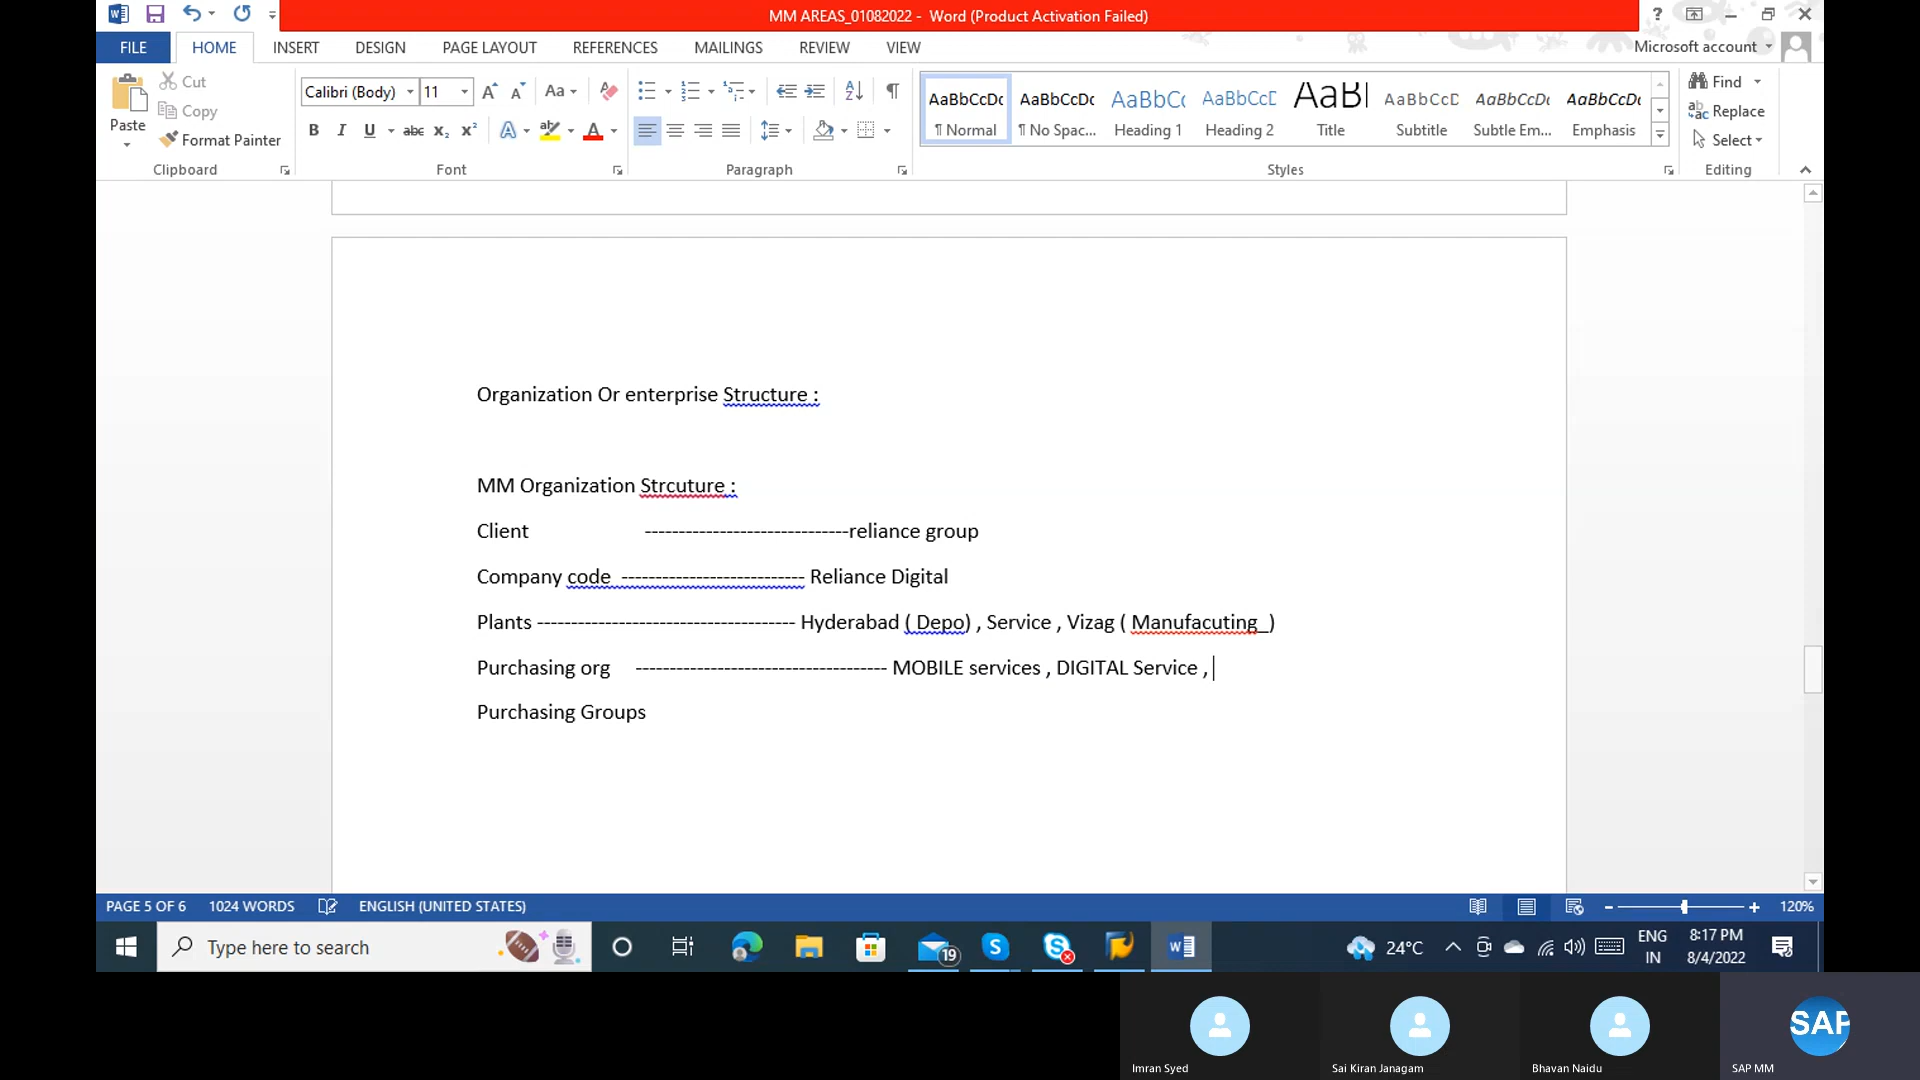 MM AREAS_01082022 - Word (Product Activation Failed)
?
FILE HOME INSERT DESIGN PAGE LAYOUT REFERENCES MAILINGS REVIEW VIEW Microsoft account
Paste
Cut
Copy
Format Painter
Calibri (Body) 11
Find
Replace
Select
AaBbCcDc AaBbCcDc AaBbCc AaBbCcD AaBl AaBbCcD AaBbCcDc AaBbCcDc
¶ Normal ¶ No Spac... Heading 1 Heading 2 Title Subtitle Subtle Em... Emphasis
Clipboard Font Paragraph Styles Editing
Organization Or enterprise Structure :
MM Organization Strcuture :
Client ------------------------------reliance group
Company code --------------------------- Reliance Digital
Plants -------------------------------------- Hyderabad ( Depo) , Service , Vizag ( Manufacuting_)
Purchasing org ------------------------------------- MOBILE services , DIGITAL Service ,
Purchasing Groups
PAGE 5 OF 6 1024 WORDS ENGLISH (UNITED STATES) 120%
Type here to search
19
24°C
ENG
IN
8:17 PM
8/4/2022
SAP
Imran Syed Sai Kiran Janagam Bhavan Naidu SAP MM